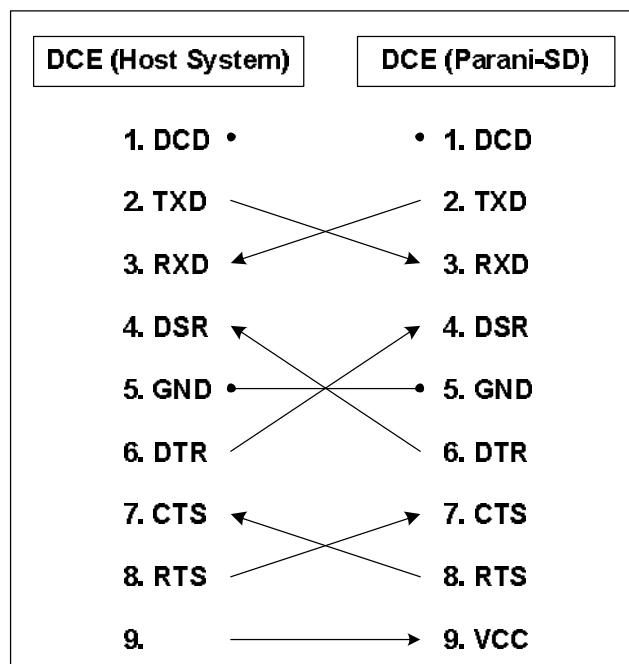 DCE (Host System) DCE (Parani-SD)
1. DCD 1. DCD
2. TXD 2. TXD
3. RXD 3. RXD
4. DSR 4. DSR
5. GND 5. GND
6. DTR 6. DTR
7. CTS 7. CTS
8. RTS 8. RTS
9. 9. VCC